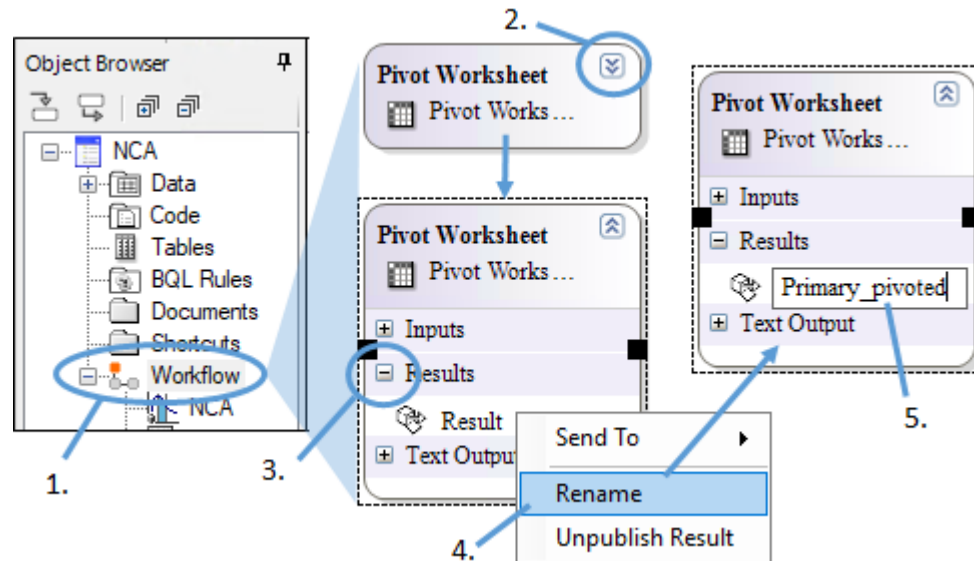 Object Browser
NCA
Data
Code
Tables
BQL Rules
Documents
Shortcuts
Workflow
NCA
1.
2.
Pivot Worksheet
Pivot Works...
Pivot Worksheet
Pivot Works...
Inputs
Results
Result
Text Output
3.
Send To
Rename
Unpublish Result
4.
Pivot Worksheet
Pivot Works...
Inputs
Results
Primary_pivoted
Text Output
5.